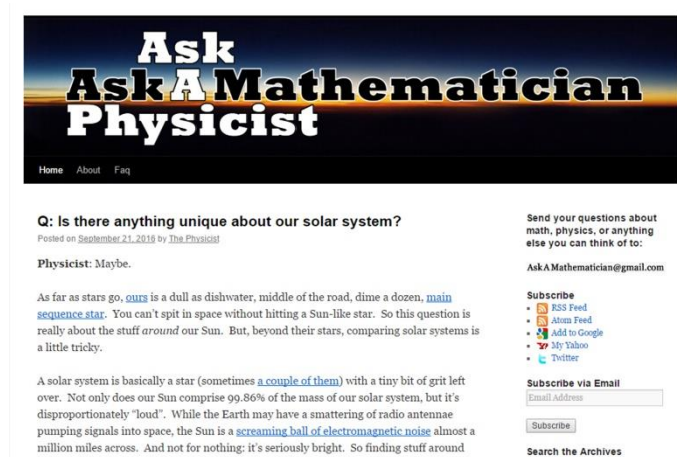 Ask
Ask A Mathematician
Physicist
Home About Faq
Q: Is there anything unique about our solar system?
Posted on September 21, 2016 by The Physicist
Physicist: Maybe.
As far as stars go, ours is a dull as dishwater, middle of the road, dime a dozen, main
sequence star. You can't spit in space without hitting a Sun-like star. So this question is
really about the stuff around our Sun. But, beyond their stars, comparing solar systems is
a little tricky.
A solar system is basically a star (sometimes a couple of them) with a tiny bit of grit left
over. Not only does our Sun comprise 99.86% of the mass of our solar system, but it's
disproportionately "loud". While the Earth may have a smattering of radio antennae
pumping signals into space, the Sun is a screaming ball of electromagnetic noise almost a
million miles across. And not for nothing: it's seriously bright. So finding stuff around
Send your questions about
math, physics, or anything
else you can think of to:
AskAMathematician@gmail.com
Subscribe
RSS Feed
Atom Feed
Add to Google
My Yahoo
Twitter
Subscribe via Email
Email Address
Subscribe
Search the Archives